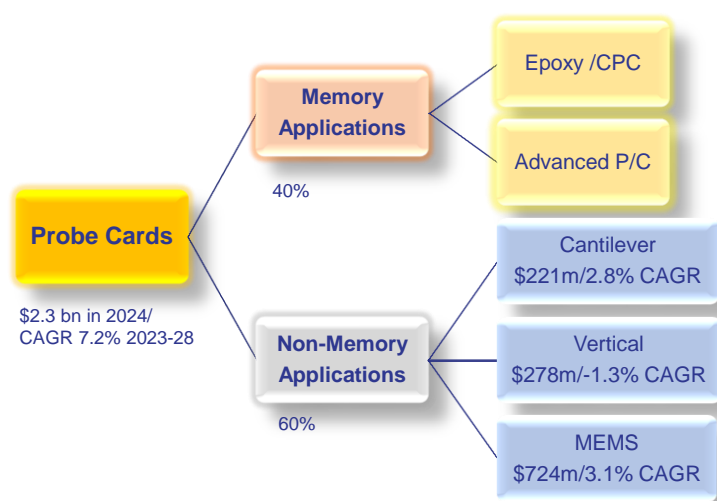 Probe Cards
$2.3 bn in 2024/
CAGR 7.2% 2023-28
Memory
Applications
40%
Epoxy /CPC
Advanced P/C
Non-Memory
Applications
60%
Cantilever
$221m/2.8% CAGR
Vertical
$278m/-1.3% CAGR
MEMS
$724m/3.1% CAGR